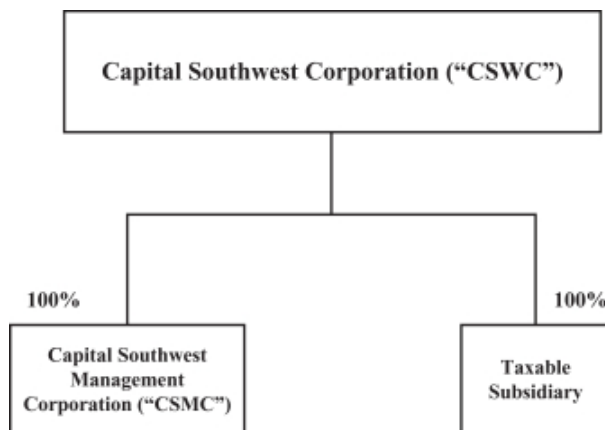 Capital Southwest Corporation (“CSWC”)
100%
100%
Capital Southwest
Management
Corporation (“CSMC”)
Taxable
Subsidiary